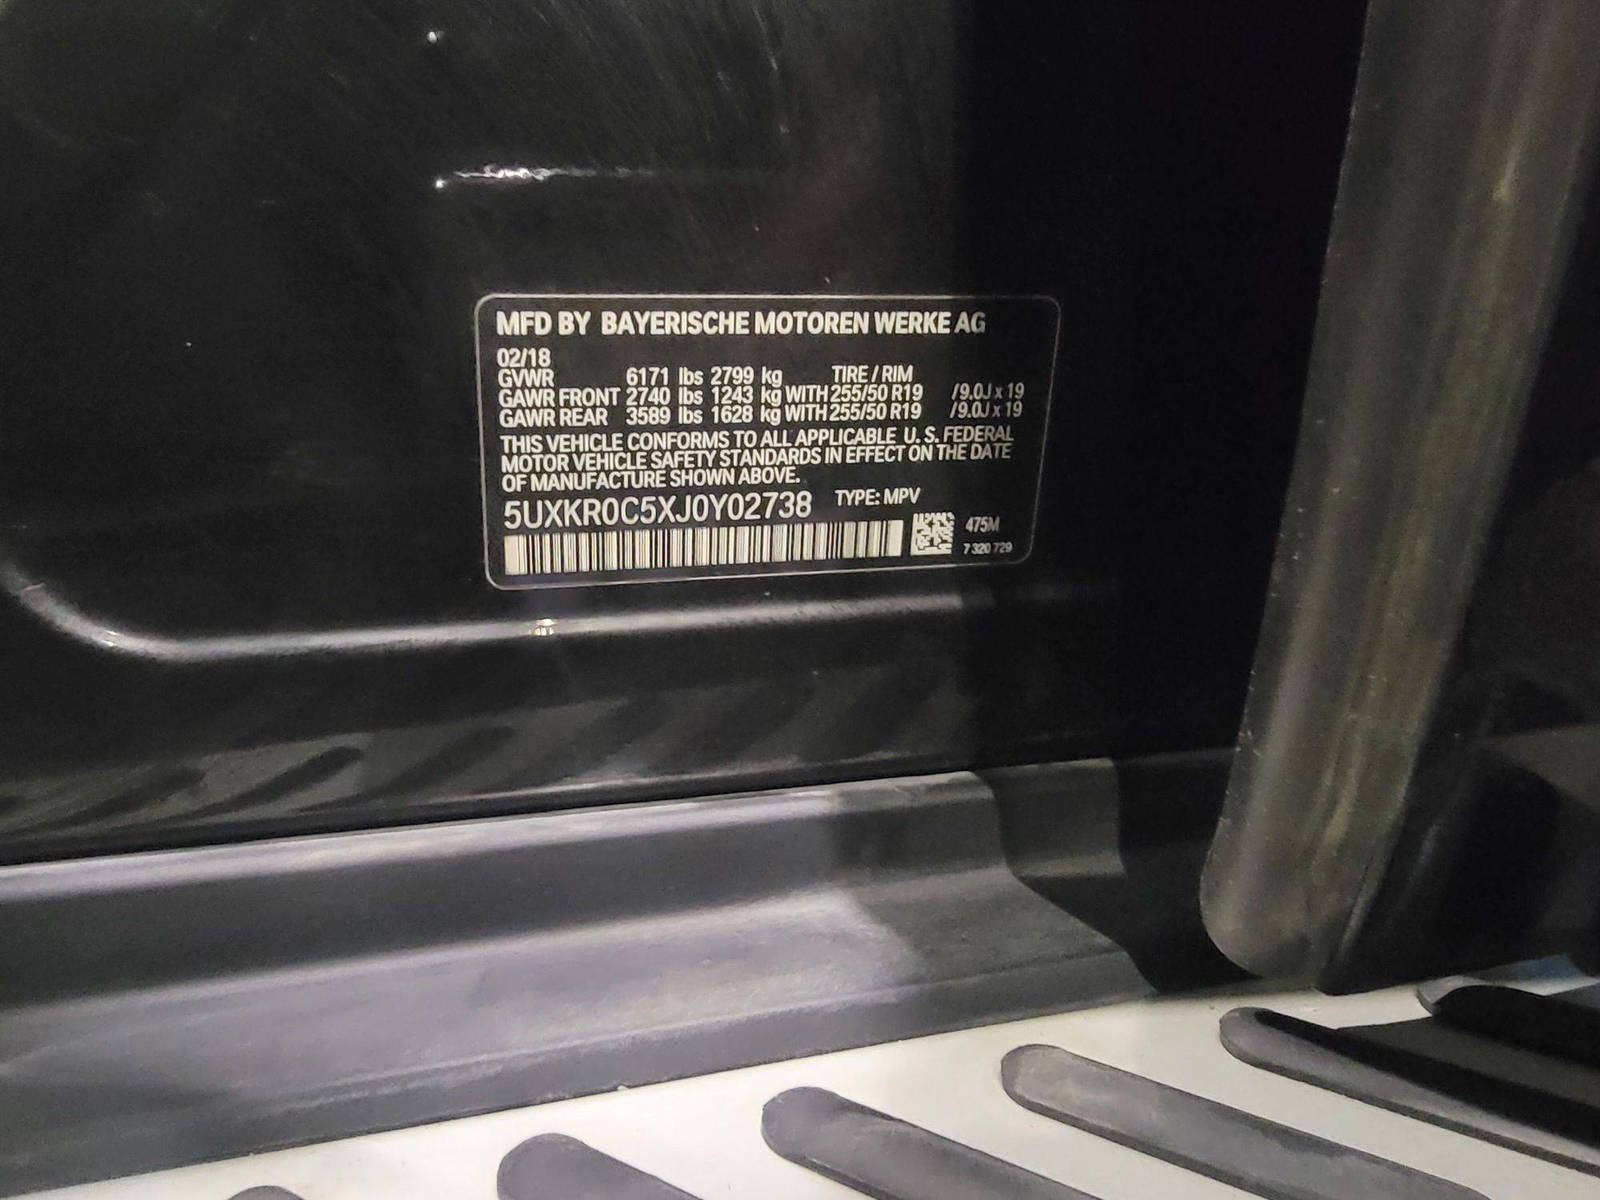 MFD BY BAYERISCHE MOTOREN WERKE AG
02/18
GVWR 6171 lbs 2799 kg TIRE / RIM
GAWR FRONT 2740 lbs 1243 kg WITH 255/50 R19 /9.0J x 19
GAWR REAR 3589 lbs 1628 kg WITH 255/50 R19 /9.0J x 19
THIS VEHICLE CONFORMS TO ALL APPLICABLE U. S. FEDERAL
MOTOR VEHICLE SAFETY STANDARDS IN EFFECT ON THE DATE
OF MANUFACTURE SHOWN ABOVE.
5UXKR0C5XJ0Y02738 TYPE: MPV
475M
7 320 729